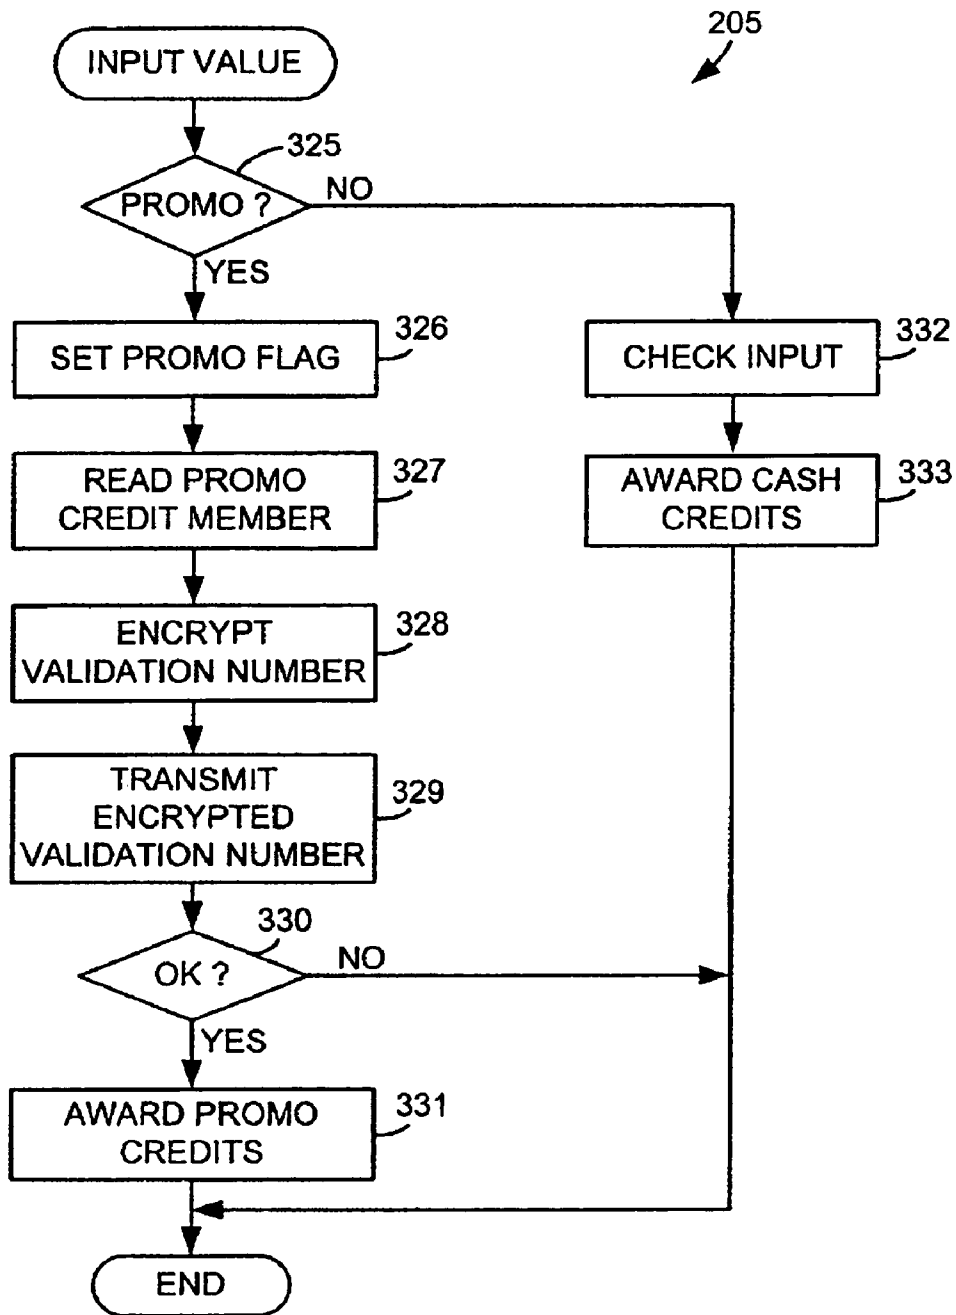 205
INPUT VALUE
325
PROMO ?
NO
YES
SET PROMO FLAG
326
CHECK INPUT
332
READ PROMO
CREDIT MEMBER
327
AWARD CASH
CREDITS
333
ENCRYPT
VALIDATION NUMBER
328
TRANSMIT
ENCRYPTED
VALIDATION NUMBER
329
330
OK ?
NO
YES
AWARD PROMO
CREDITS
331
END